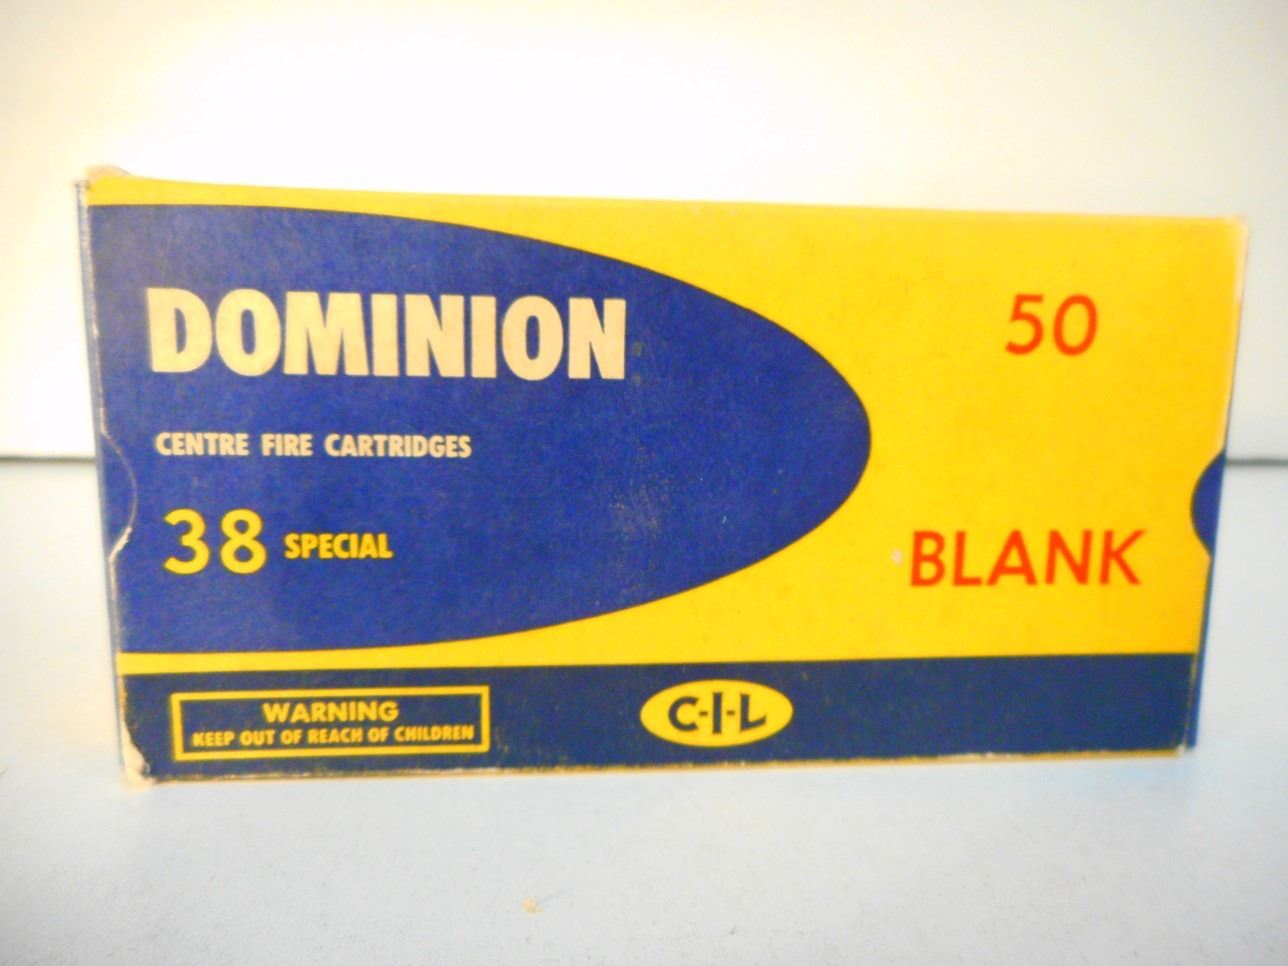 DOMINION
50
CENTRE FIRE CARTRIDGES
38 SPECIAL
BLANK
WARNING
KEEP OUT OF REACH OF CHILDREN
C-I-L